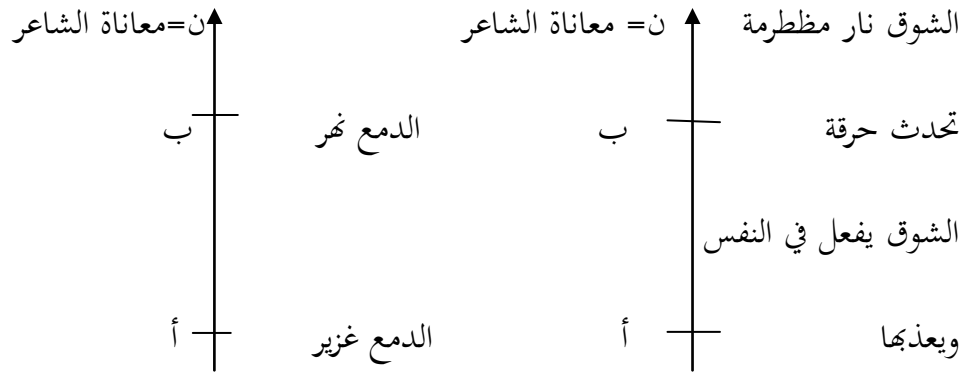 الشوق نار مظطرمة ن= معاناة الشاعر ن=معاناة الشاعر
تحدث حرقة ب الدمع نهر ب
الشوق يفعل في النفس
ويعذبها أ الدمع غزير أ